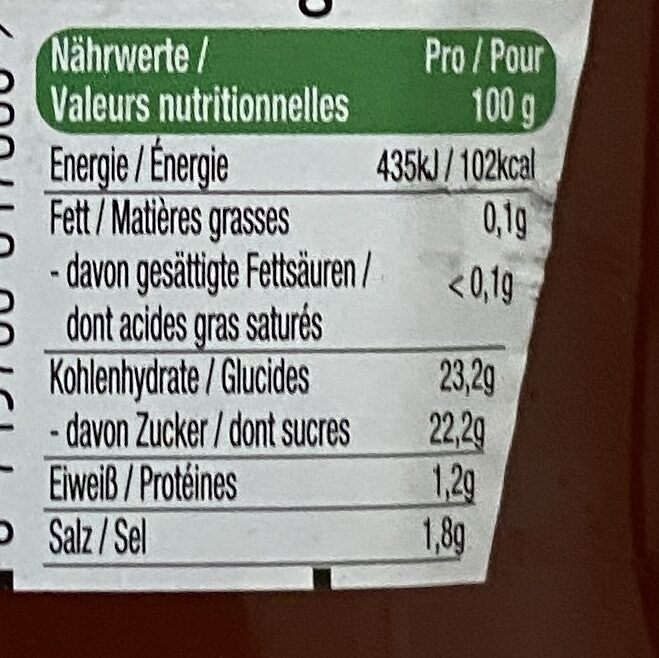 Nährwerte / Pro / Pour
Valeurs nutritionnelles 100 g
Energie / Énergie 435kJ / 102kcal
Fett / Matières grasses 0,1g
- davon gesättigte Fettsäuren / <0,1g
dont acides gras saturés
Kohlenhydrate / Glucides 23,2g
- davon Zucker / dont sucres 22,2g
Eiweiß / Protéines 1,2g
Salz / Sel 1,8g